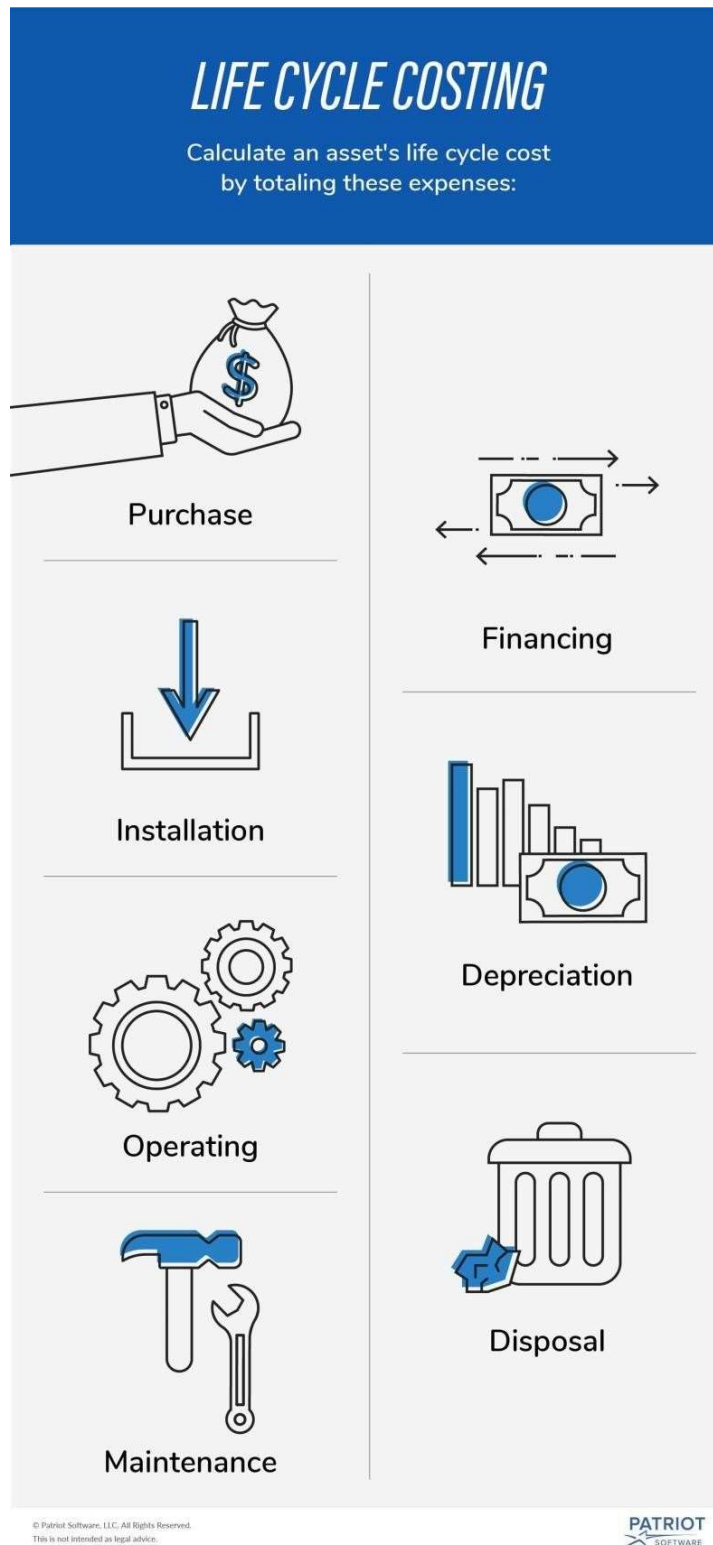 LIFE CYCLE COSTING
Calculate an asset's life cycle cost
by totaling these expenses:
$
Purchase
Installation
Operating
Maintenance
Financing
Depreciation
Disposal
© Patriot Software, LLC. All Rights Reserved.
This is not intended as legal advice.
PATRIOT
SOFTWARE